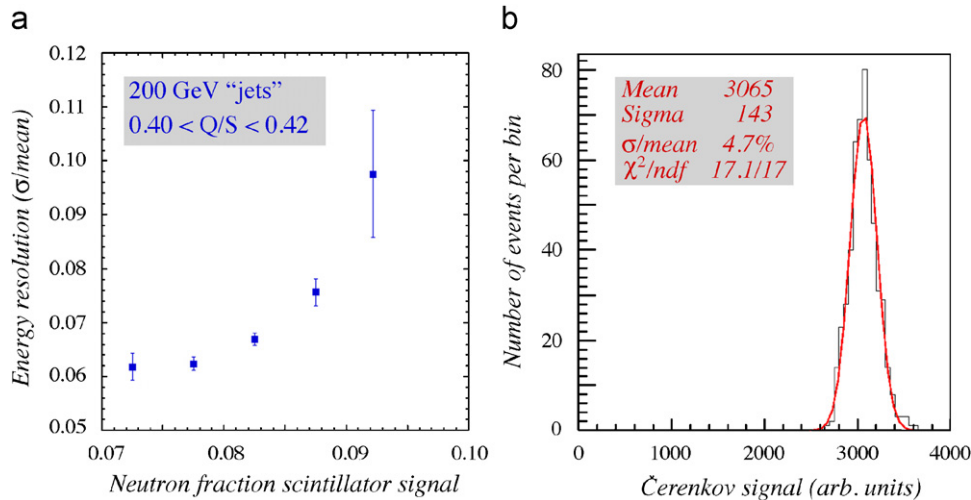 a
0.12
0.11
0.10
0.09
0.08
0.07
0.06
0.05
Energy resolution (σ/mean)
200 GeV “jets”
0.40 < Q/S < 0.42
0.07
0.08
0.09
0.10
Neutron fraction scintillator signal
b
80
60
40
20
0
Number of events per bin
Mean 3065
Sigma 143
σ/mean 4.7%
χ²/ndf 17.1/17
0
1000
2000
3000
4000
Čerenkov signal (arb. units)